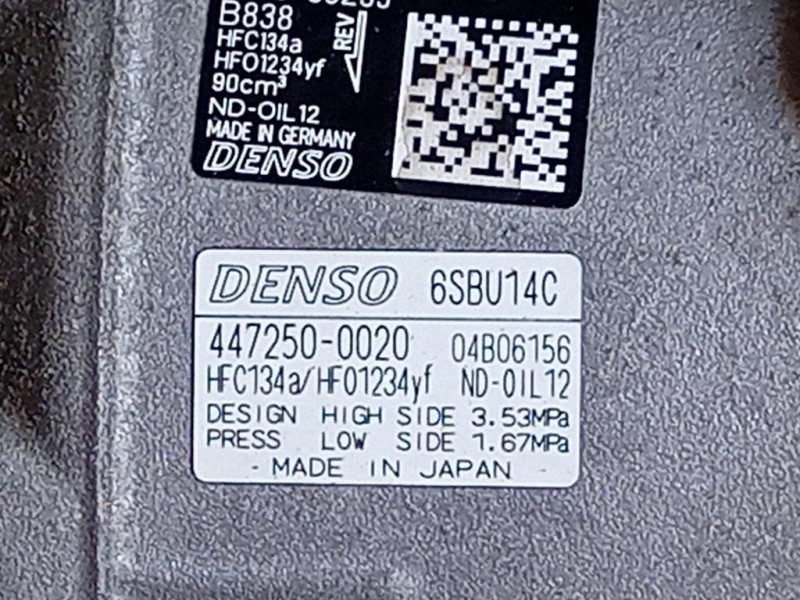 B838
HFC134a
HFO1234yf
90cm³
REV
ND-OIL12
MADE IN GERMANY
DENSO
DENSO 6SBU14C
447250-0020 04B06156
HFC134a/HFO1234yf ND-OIL12
DESIGN HIGH SIDE 3.53MPa
PRESS LOW SIDE 1.67MPa
- MADE IN JAPAN -